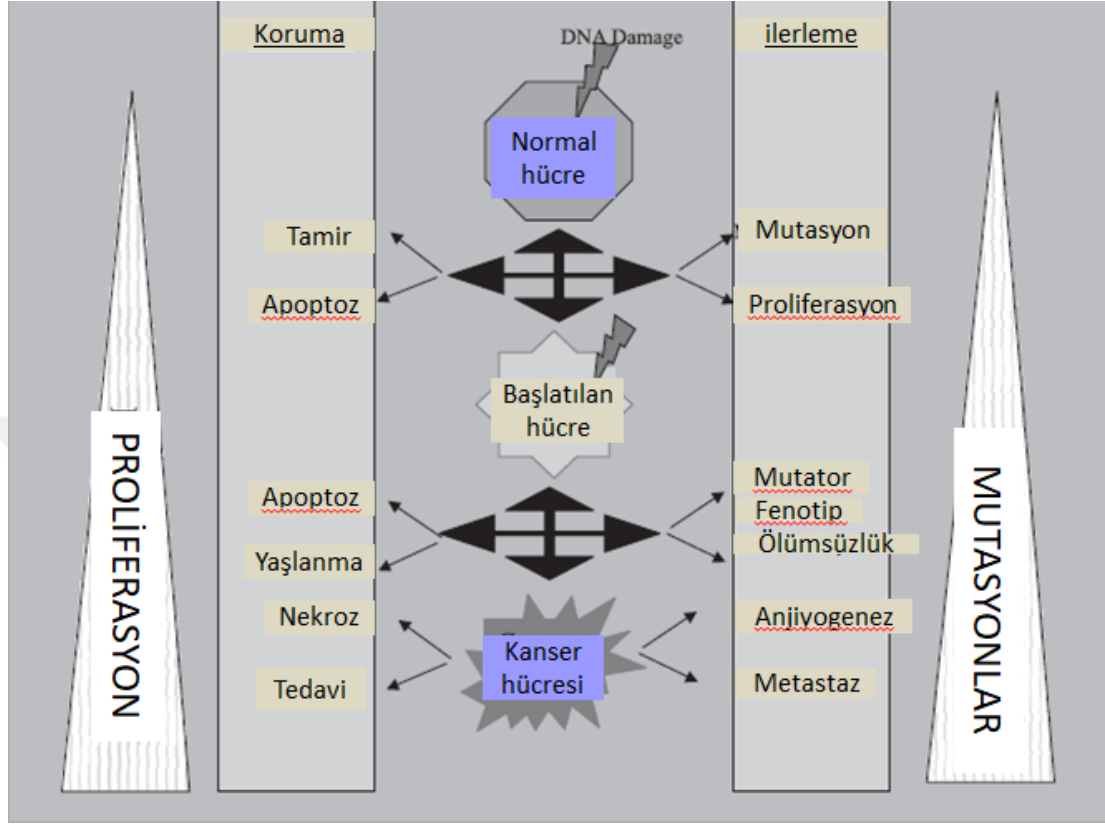 Koruma
DNA Damage
ilerleme
Normal
hücre
Tamir
Mutasyon
Apoptoz
Proliferasyon
Başlatılan
hücre
PROLİFERASYON
MUTASYONLAR
Apoptoz
Mutator
Fenotip
Yaşlanma
Ölümsüzlük
Nekroz
Anjivogenez
Kanser
hücresi
Tedavi
Metastaz